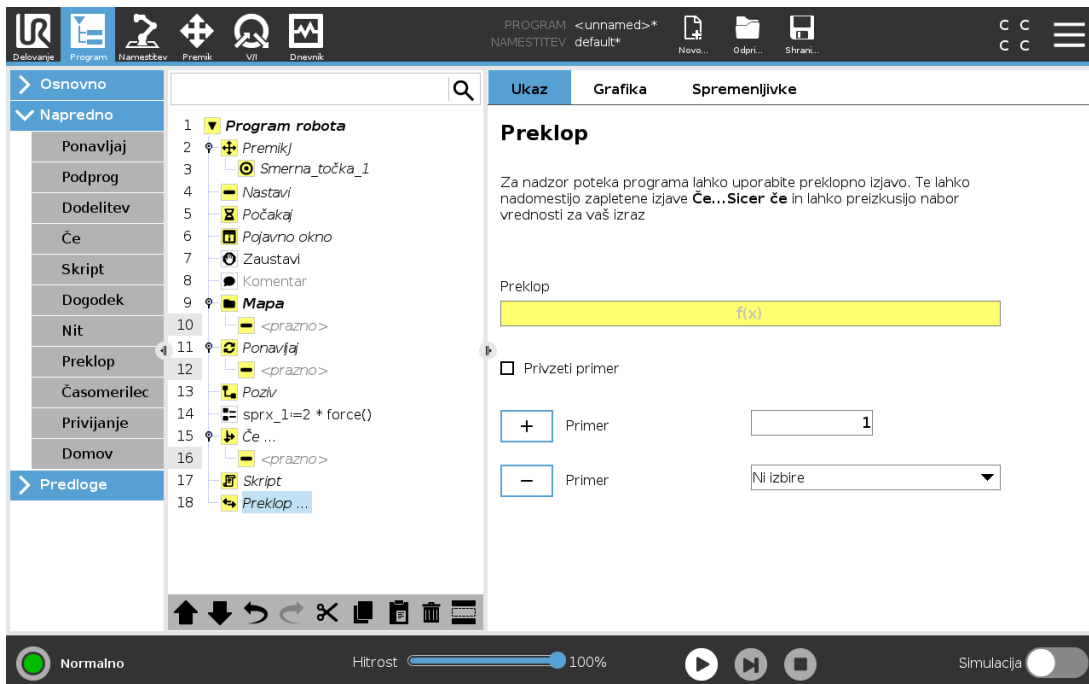 PROGRAM <unnamed>*
NAMESTITEV default*
Delovanje Program Namestitev Premik V/I Dnevnik Novo... Odpri... Shrani...
C C
C C
Osnovno
Napredno
Ponavljaj
Podprog
Dodelitev
Če
Skript
Dogodek
Nit
Preklop
Časomerilec
Privijanje
Domov
Predloge
1 Program robota
2 PremikJ
3 Smerna_točka_1
4 Nastavi
5 Počakaj
6 Pojavno okno
7 Zaustavi
8 Komentar
9 Mapa
10 <prazno>
11 Ponavljaj
12 <prazno>
13 Poziv
14 sprx_1:=2 * force()
15 Če ...
16 <prazno>
17 Skript
18 Preklop ...
Ukaz Grafika Spremenljivke
Preklop
Za nadzor poteka programa lahko uporabite preklopno izjavo. Te lahko
nadomestijo zapletene izjave Če...Sicer če in lahko preizkusijo nabor
vrednosti za vaš izraz
Preklop
f(x)
Privzeti primer
+ Primer 1
− Primer Ni izbire
Normalno
Hitrost 100%
Simulacija